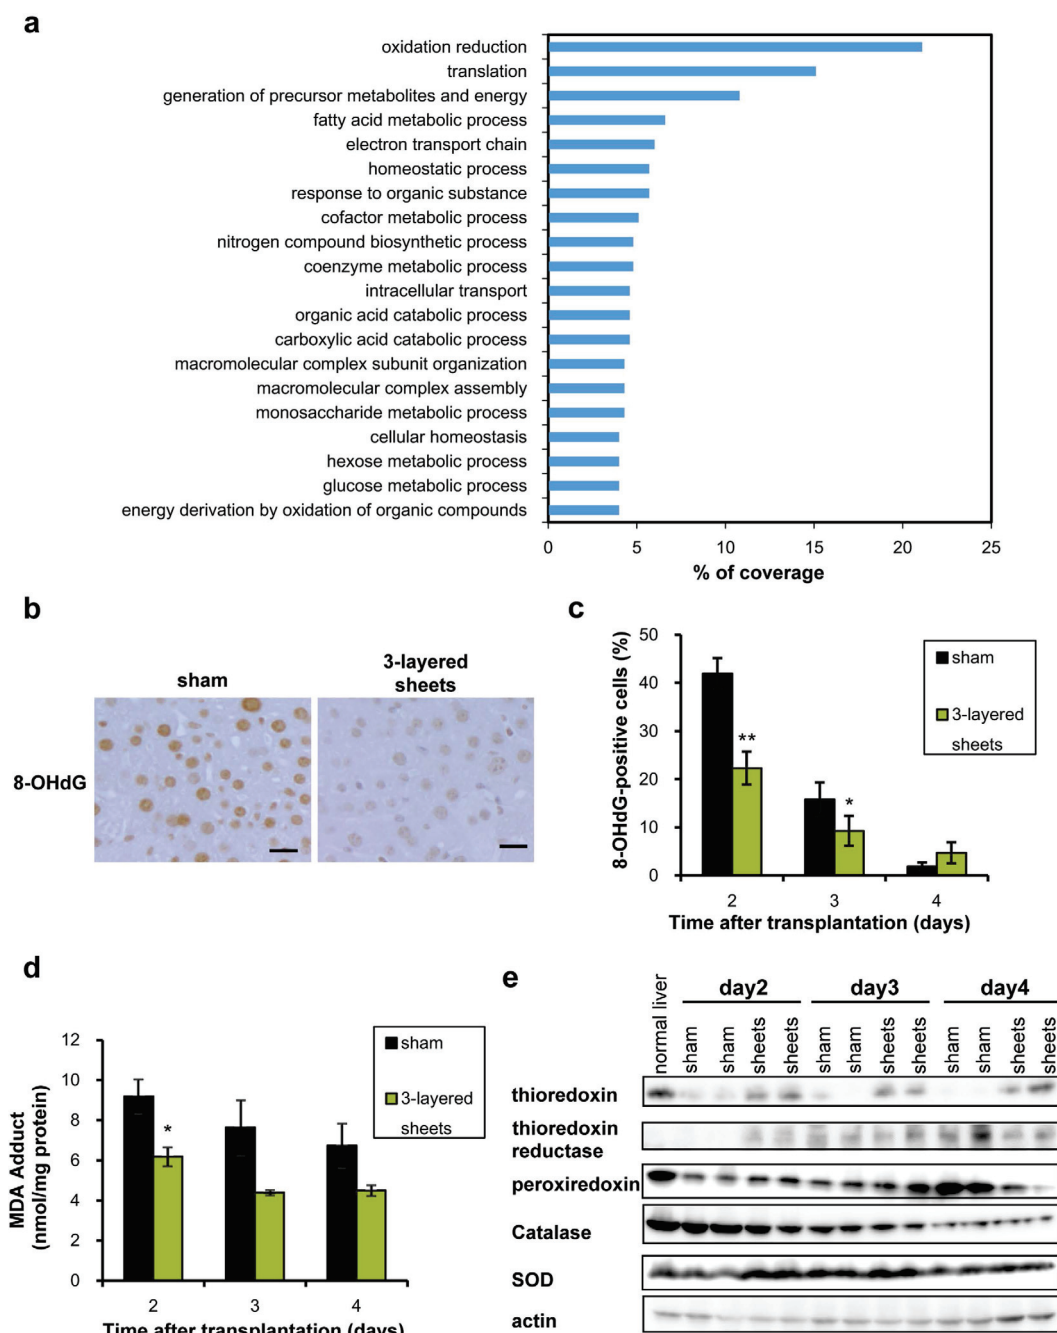 a
oxidation reduction
translation
generation of precursor metabolites and energy
fatty acid metabolic process
electron transport chain
homeostatic process
response to organic substance
cofactor metabolic process
nitrogen compound biosynthetic process
coenzyme metabolic process
intracellular transport
organic acid catabolic process
carboxylic acid catabolic process
macromolecular complex subunit organization
macromolecular complex assembly
monosaccharide metabolic process
cellular homeostasis
hexose metabolic process
glucose metabolic process
energy derivation by oxidation of organic compounds
0 5 10 15 20 25
% of coverage
b
sham
3-layered
sheets
8-OHdG
c
8-OHdG-positive cells (%)
50
40
30
20
10
0
**
*
sham
3-layered
sheets
2 3 4
Time after transplantation (days)
d
MDA Adduct
(nmol/mg protein)
12
10
8
6
4
2
0
*
sham
3-layered
sheets
2 3 4
Time after transplantation (days)
e
day2 day3 day4
normal liver sham sham sheets sheets sham sham sheets sheets sham sham sheets sheets
thioredoxin
thioredoxin
reductase
peroxiredoxin
Catalase
SOD
actin